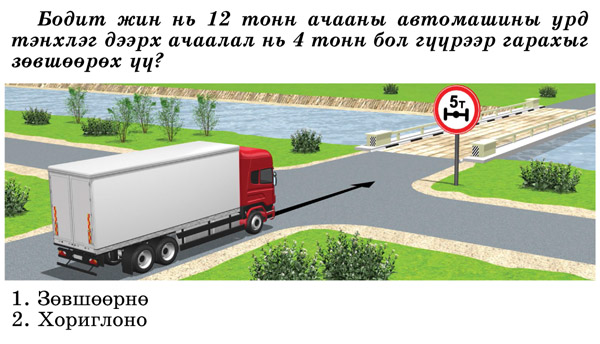 Бодит жин нь 12 тонн ачааны автомашины урд
тэнхлэг дээрх ачаалал нь 4 тонн бол гүүрээр гарахыг
зөвшөөрөх үү?
5т
1. Зөвшөөрнө
2. Хориглоно